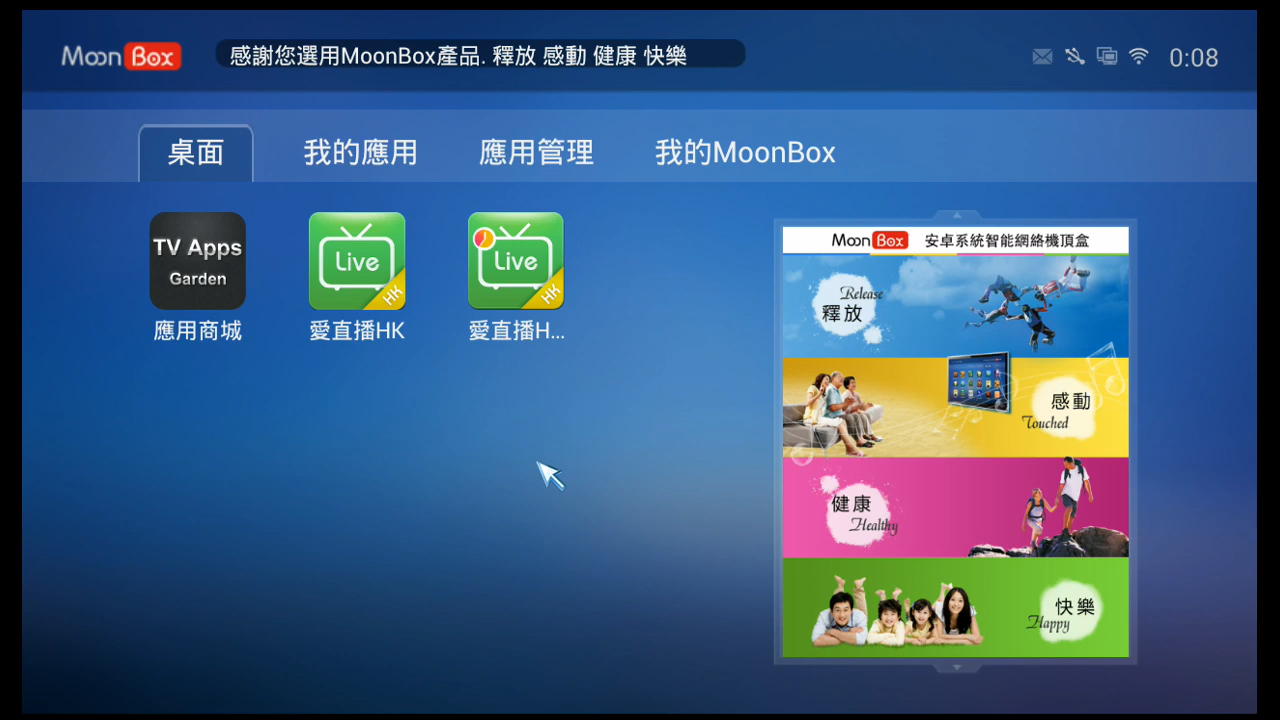 Moon Box
感謝您選用MoonBox產品. 釋放 感動 健康 快樂
0:08
桌面
我的應用
應用管理
我的MoonBox
TV Apps
Garden
應用商城
Live
HK
愛直播HK
Live
HK
愛直播H...
Moon Box 安卓系統智能網絡機頂盒
Release
釋放
感動
Touched
健康
Healthy
快樂
Happy